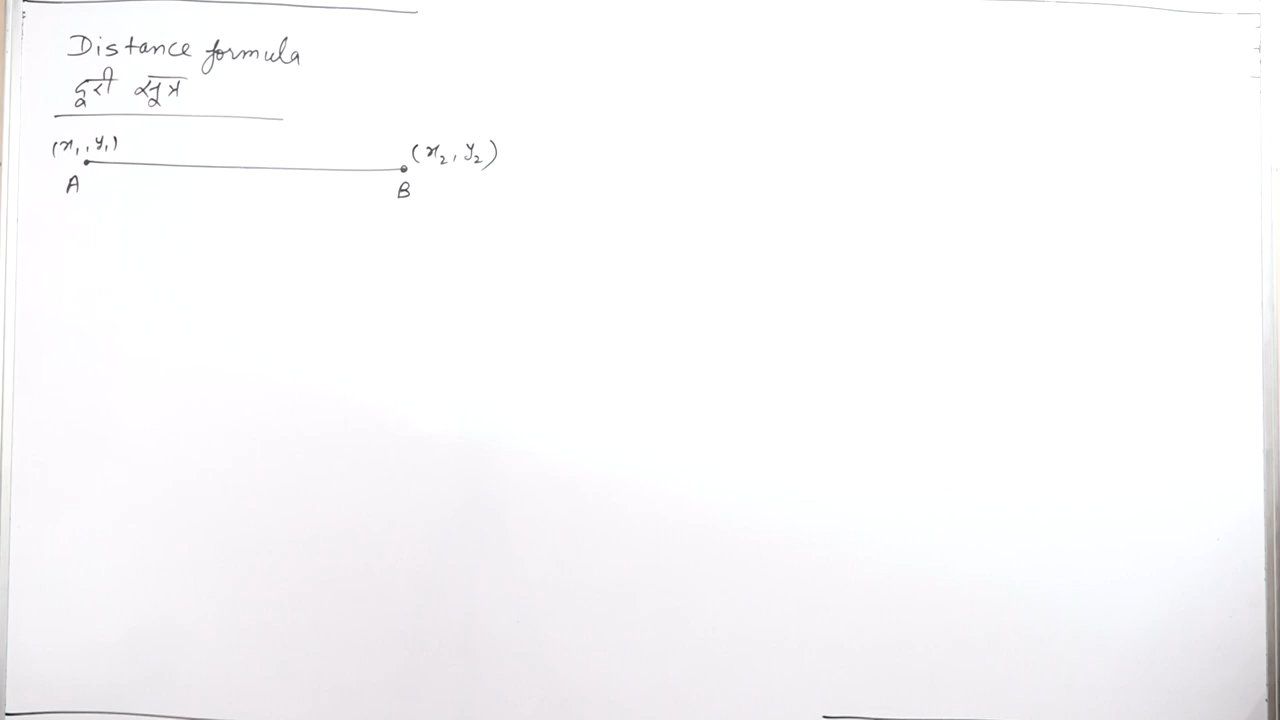 Distance formula
दूरी सूत्र
(x₁, y₁) (x₂, y₂)
A B